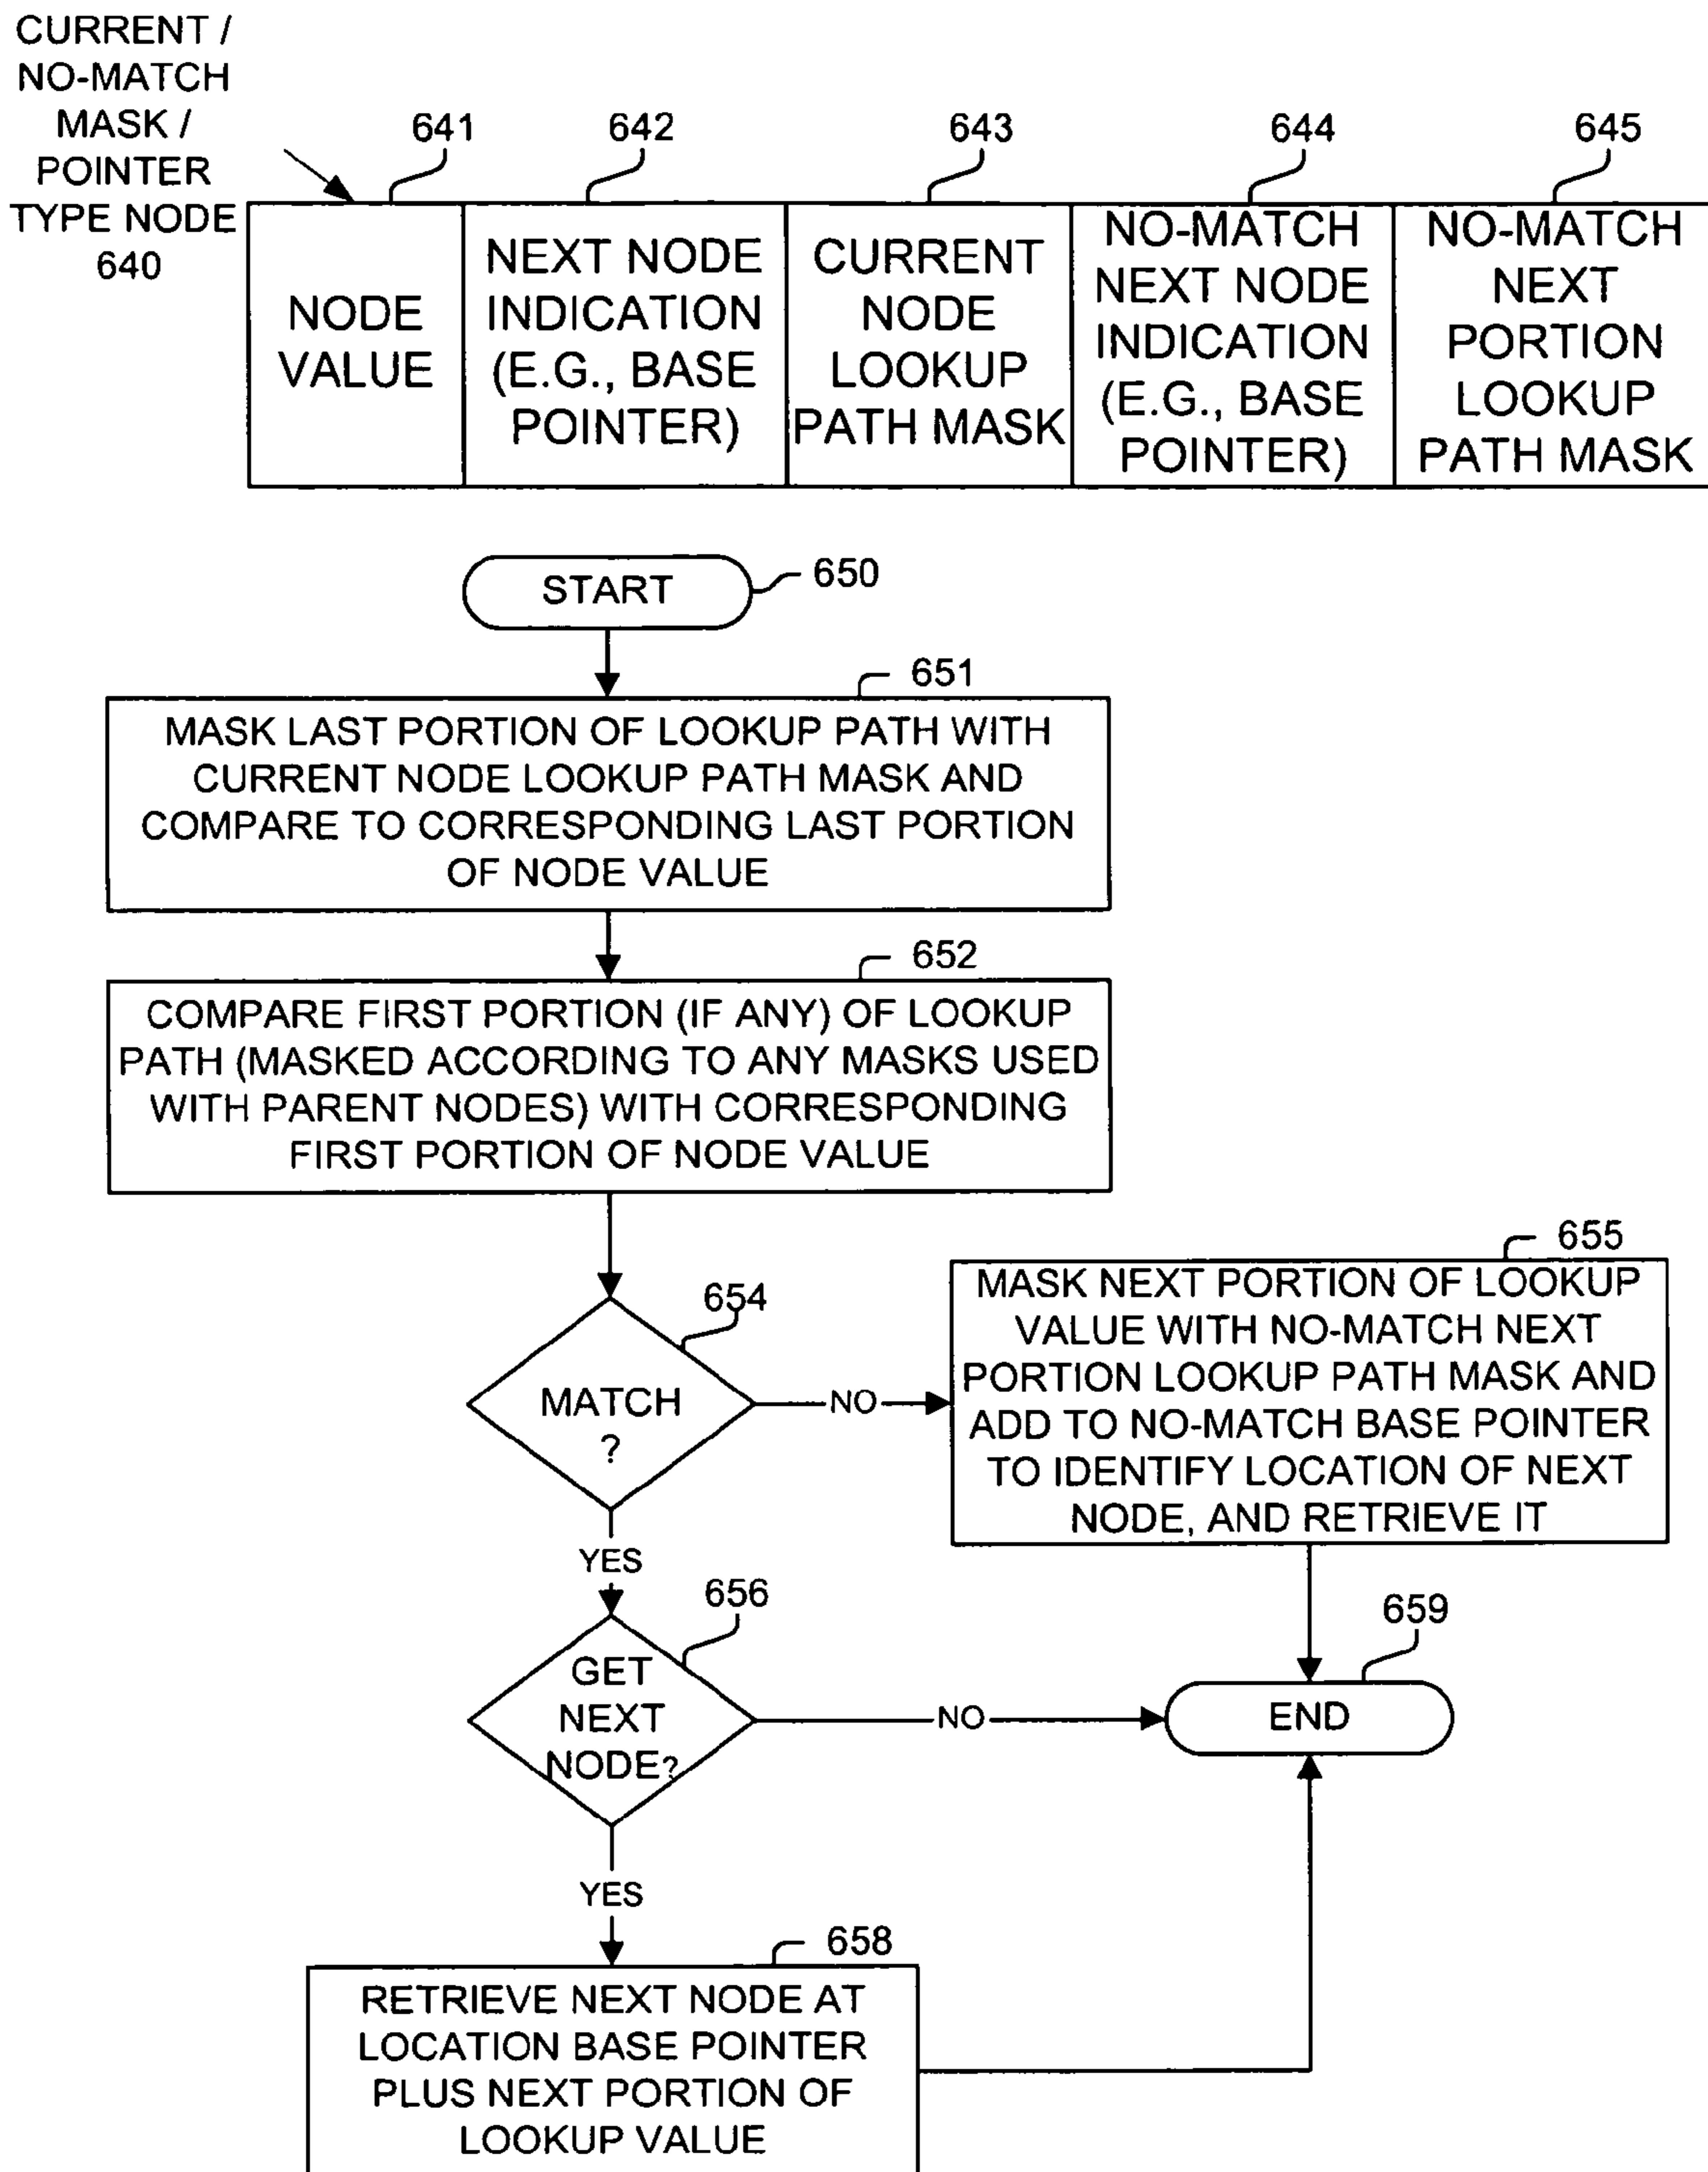 CURRENT /
NO-MATCH
MASK /
POINTER
TYPE NODE
640
641
642
643
644
645
NODE
VALUE
NEXT NODE
INDICATION
(E.G., BASE
POINTER)
CURRENT
NODE
LOOKUP
PATH MASK
NO-MATCH
NEXT NODE
INDICATION
(E.G., BASE
POINTER)
NO-MATCH
NEXT
PORTION
LOOKUP
PATH MASK
START
650
651
MASK LAST PORTION OF LOOKUP PATH WITH
CURRENT NODE LOOKUP PATH MASK AND
COMPARE TO CORRESPONDING LAST PORTION
OF NODE VALUE
652
COMPARE FIRST PORTION (IF ANY) OF LOOKUP
PATH (MASKED ACCORDING TO ANY MASKS USED
WITH PARENT NODES) WITH CORRESPONDING
FIRST PORTION OF NODE VALUE
654
MATCH
?
NO
655
MASK NEXT PORTION OF LOOKUP
VALUE WITH NO-MATCH NEXT
PORTION LOOKUP PATH MASK AND
ADD TO NO-MATCH BASE POINTER
TO IDENTIFY LOCATION OF NEXT
NODE, AND RETRIEVE IT
YES
656
GET
NEXT
NODE?
NO
659
END
YES
658
RETRIEVE NEXT NODE AT
LOCATION BASE POINTER
PLUS NEXT PORTION OF
LOOKUP VALUE